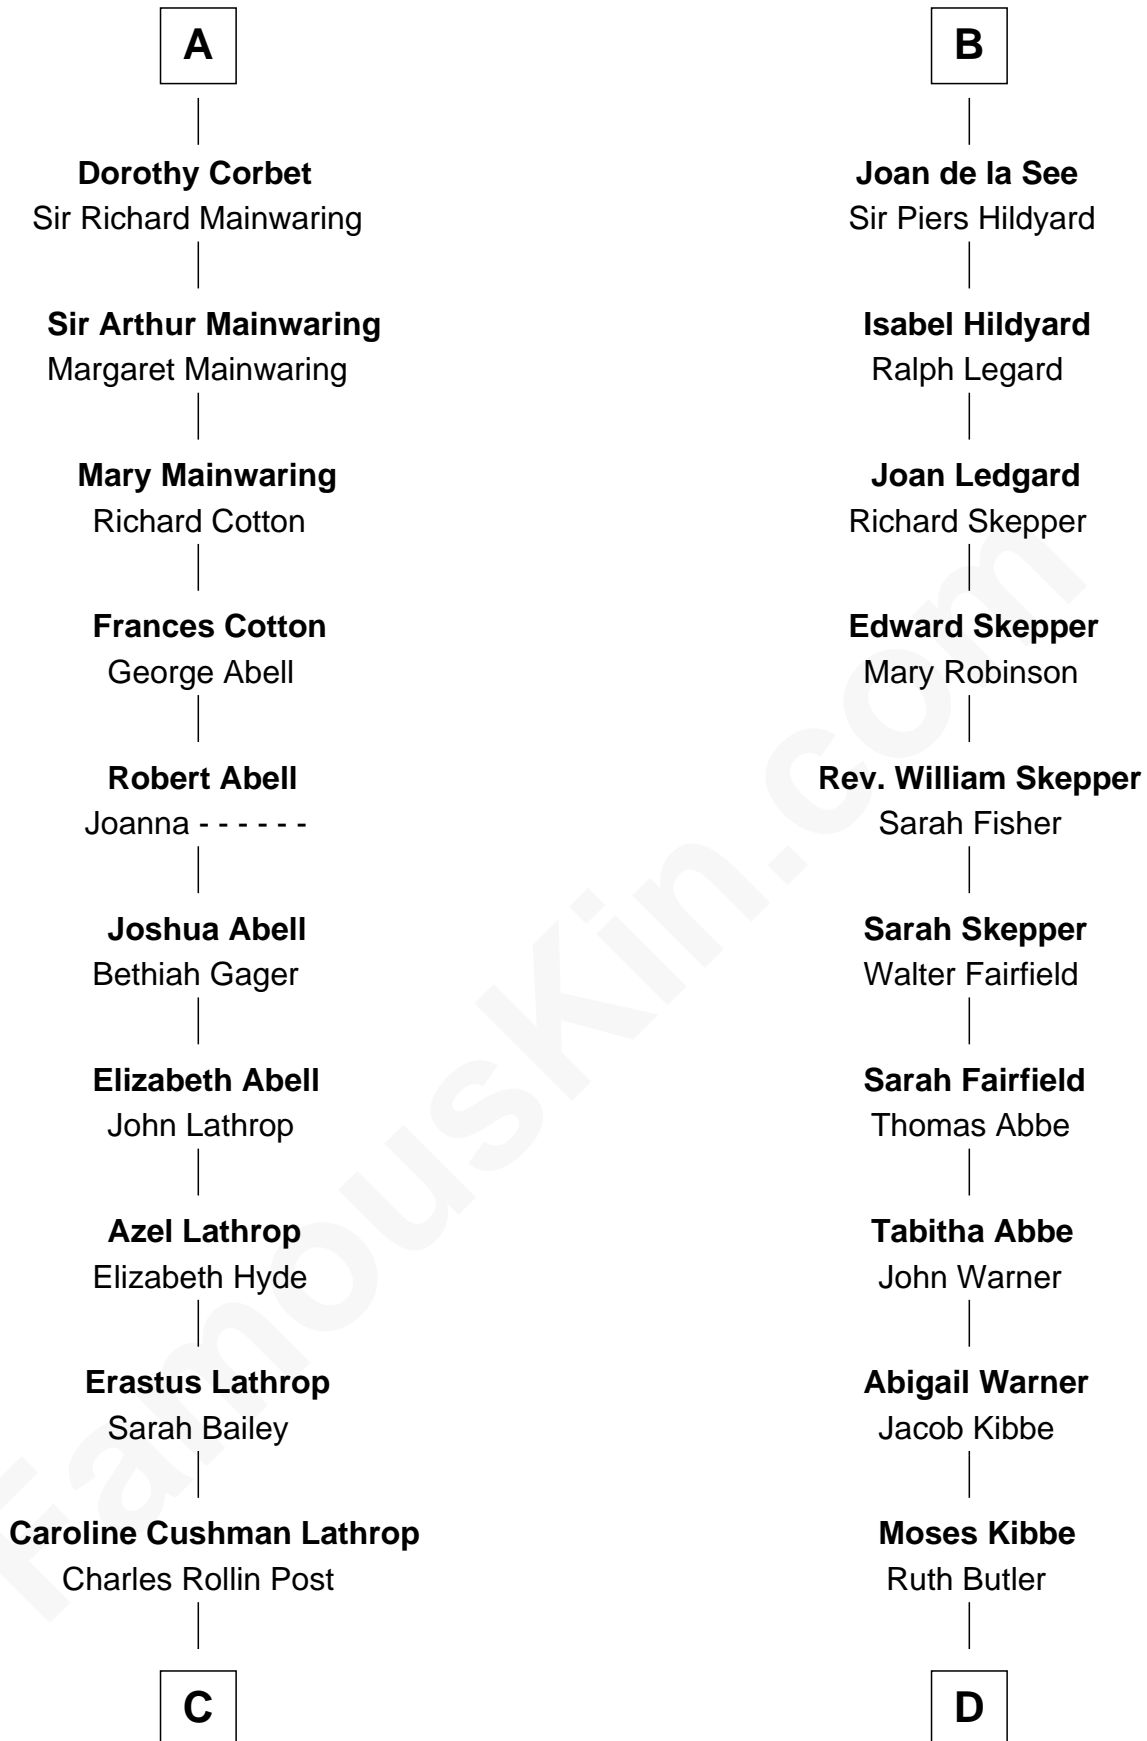 A
Dorothy Corbet
Sir Richard Mainwaring
Sir Arthur Mainwaring
Margaret Mainwaring
Mary Mainwaring
Richard Cotton
Frances Cotton
George Abell
Robert Abell
Joanna - - - - - -
Joshua Abell
Bethiah Gager
Elizabeth Abell
John Lathrop
Azel Lathrop
Elizabeth Hyde
Erastus Lathrop
Sarah Bailey
Caroline Cushman Lathrop
Charles Rollin Post
C
B
Joan de la See
Sir Piers Hildyard
Isabel Hildyard
Ralph Legard
Joan Ledgard
Richard Skepper
Edward Skepper
Mary Robinson
Rev. William Skepper
Sarah Fisher
Sarah Skepper
Walter Fairfield
Sarah Fairfield
Thomas Abbe
Tabitha Abbe
John Warner
Abigail Warner
Jacob Kibbe
Moses Kibbe
Ruth Butler
D
FamousKin.com